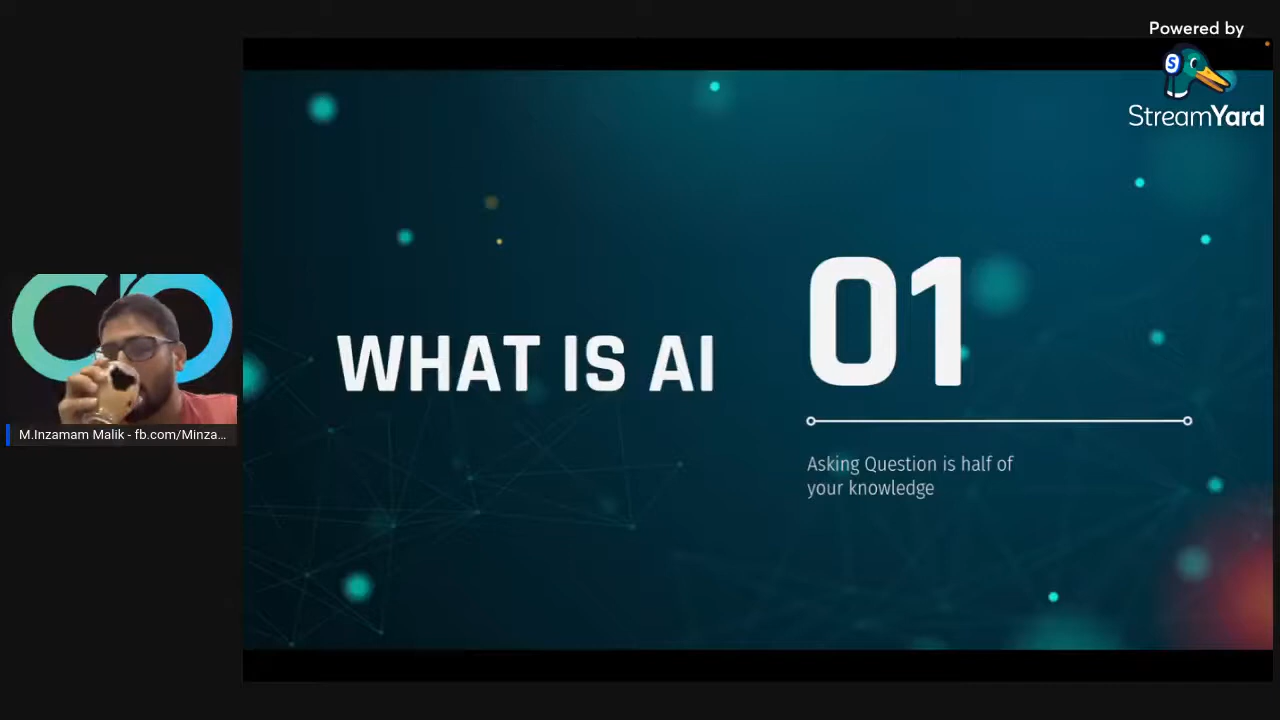 Powered by
StreamYard
WHAT IS AI
01
Asking Question is half of
your knowledge
M.Inzamam Malik - fb.com/Minza...